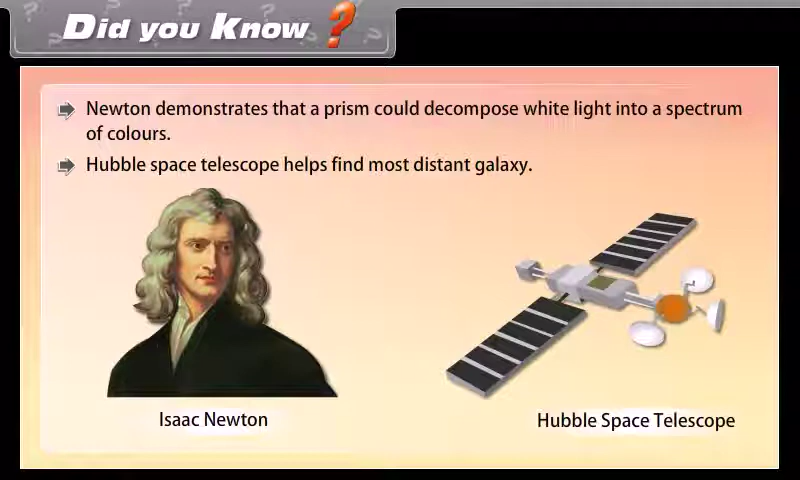 Did you Know ?
Newton demonstrates that a prism could decompose white light into a spectrum
of colours.
Hubble space telescope helps find most distant galaxy.
Isaac Newton
Hubble Space Telescope